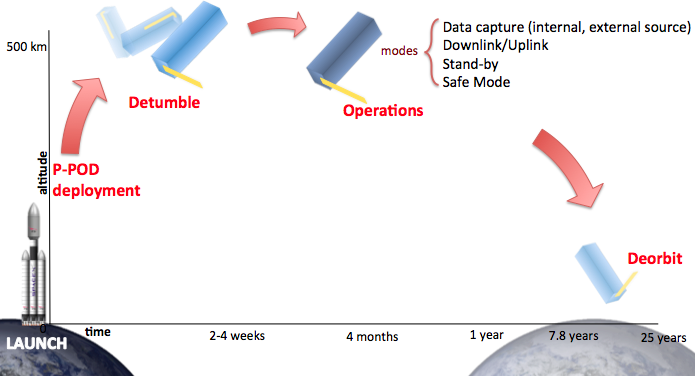 500 km
Data capture (internal, external source)
Downlink/Uplink
Stand-by
Safe Mode
modes
Detumble
Operations
P-POD
deployment
altitude
Deorbit
0
LAUNCH
time
2-4 weeks
4 months
1 year
7.8 years
25 years